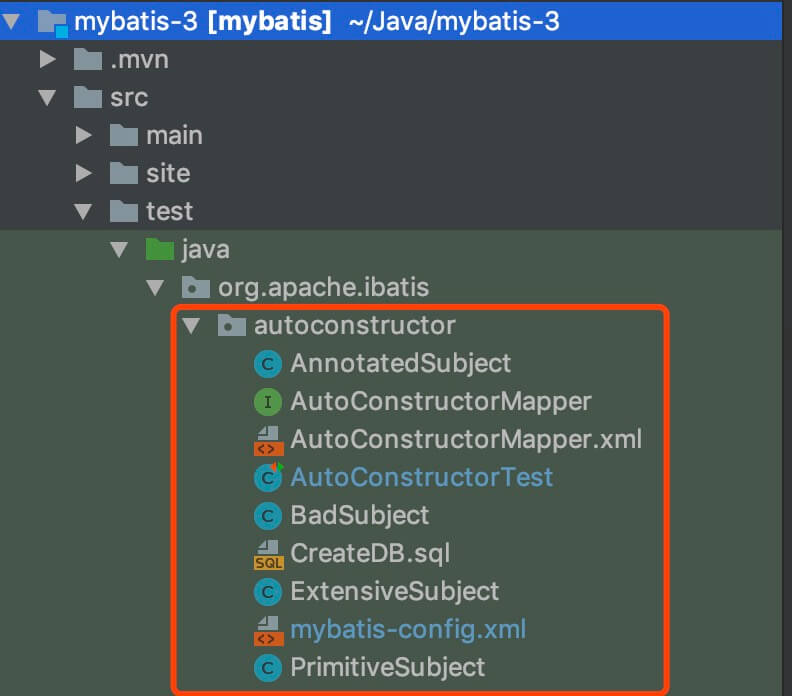 mybatis-3 [mybatis] ~/Java/mybatis-3
.mvn
src
main
site
test
java
org.apache.ibatis
autoconstructor
C AnnotatedSubject
I AutoConstructorMapper
<> AutoConstructorMapper.xml
C AutoConstructorTest
C BadSubject
SQL CreateDB.sql
C ExtensiveSubject
<> mybatis-config.xml
C PrimitiveSubject